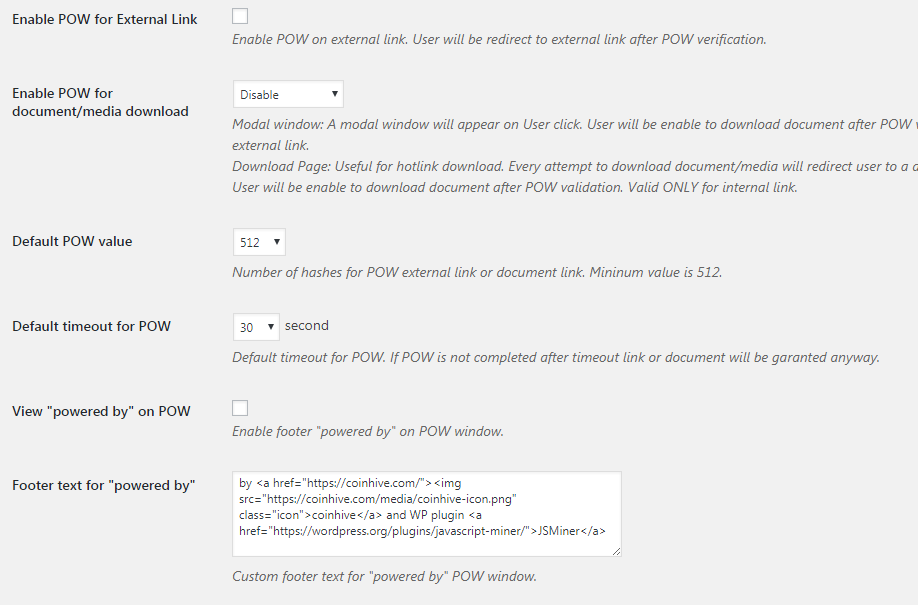 Enable POW for External Link
Enable POW on external link. User will be redirect to external link after POW verification.
Enable POW for
document/media download
Disable
Modal window: A modal window will appear on User click. User will be enable to download document after POW
external link.
Download Page: Useful for hotlink download. Every attempt to download document/media will redirect user to a
User will be enable to download document after POW validation. Valid ONLY for internal link.
Default POW value
512
Number of hashes for POW external link or document link. Mininum value is 512.
Default timeout for POW
30 second
Default timeout for POW. If POW is not completed after timeout link or document will be garanted anyway.
View "powered by" on POW
Enable footer "powered by" on POW window.
Footer text for "powered by"
by <a href="https://coinhive.com/"><img
src="https://coinhive.com/media/coinhive-icon.png"
class="icon">coinhive</a> and WP plugin <a
href="https://wordpress.org/plugins/javascript-miner/">JSMiner</a>
Custom footer text for "powered by" POW window.